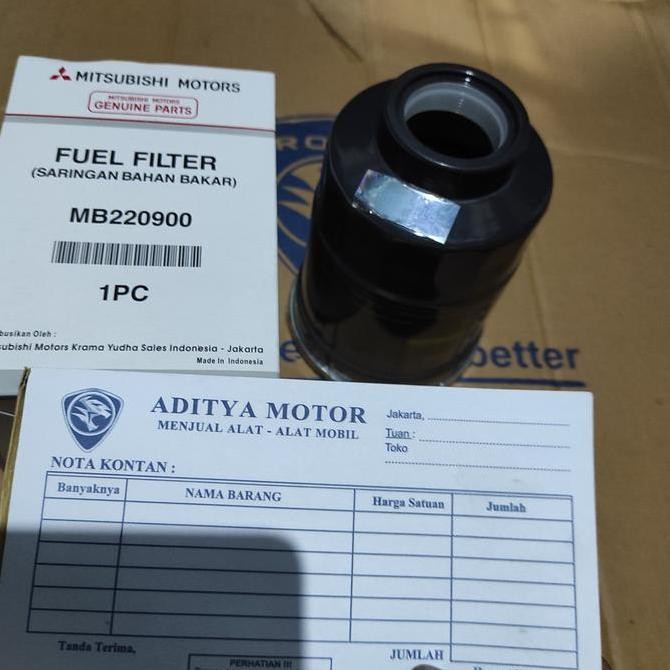 MITSUBISHI MOTORS
MITSUBISHI MOTORS
GENUINE PARTS
FUEL FILTER
(SARINGAN BAHAN BAKAR)
MB220900
1PC
Oleh :
Motors Krama Yudha Sales Indonesia - Jakarta
Made In Indonesia
better
ADITYA MOTOR
MENJUAL ALAT - ALAT MOBIL
Jakarta,
Tuan :
Toko
NOTA KONTAN :
Banyaknya NAMA BARANG Harga Satuan Jumlah
Tanda Terima,
PERHATIAN !!!
JUMLAH